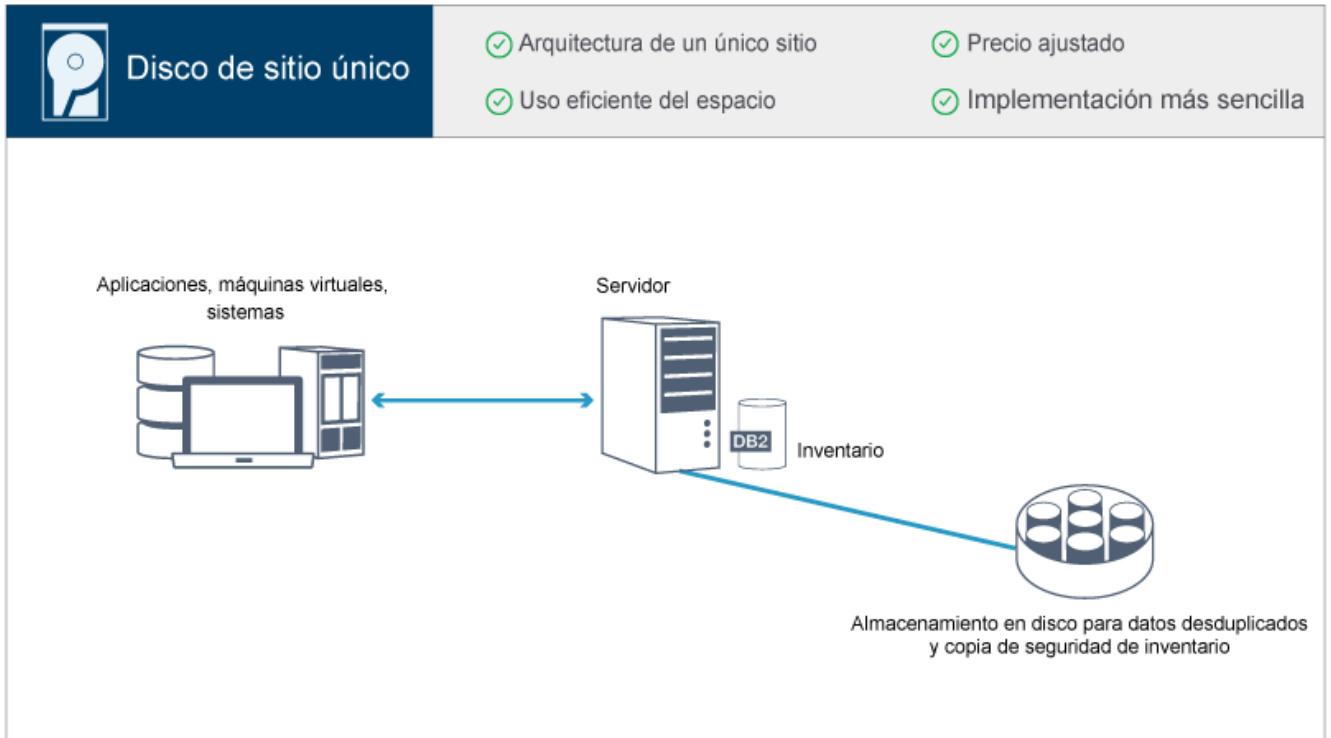 Disco de sitio único
Arquitectura de un único sitio
Precio ajustado
Uso eficiente del espacio
Implementación más sencilla
Aplicaciones, máquinas virtuales,
sistemas
Servidor
DB2
Inventario
Almacenamiento en disco para datos desduplicados
y copia de seguridad de inventario